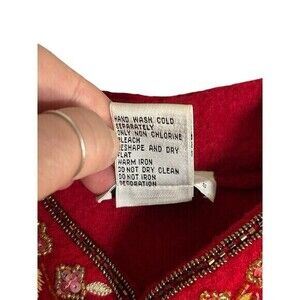 HAND WASH COLD
SEPARATELY
ONLY NON CHLORINE
BLEACH
RESHAPE AND DRY
FLAT
WARM IRON
DO NOT DRY CLEAN
DO NOT IRON
DECORATION